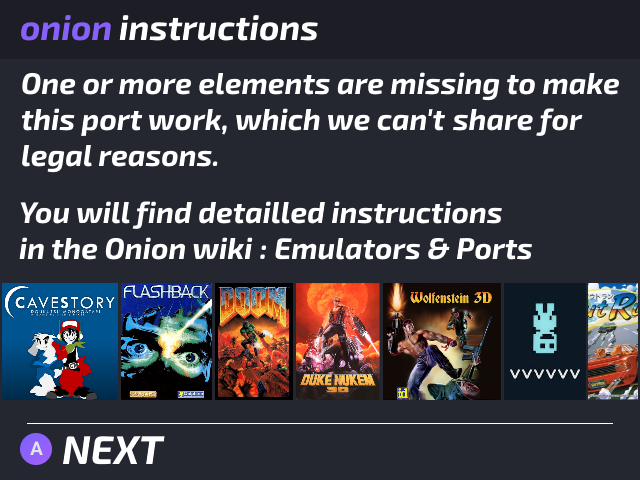 onion instructions
One or more elements are missing to make
this port work, which we can't share for
legal reasons.
You will find detailled instructions
in the Onion wiki : Emulators & Ports
CAVESTORY
FLASHBACK
DOOM
DUKE NUKEM
3D
Wolfenstein 3D
id
VVVVVV
A NEXT